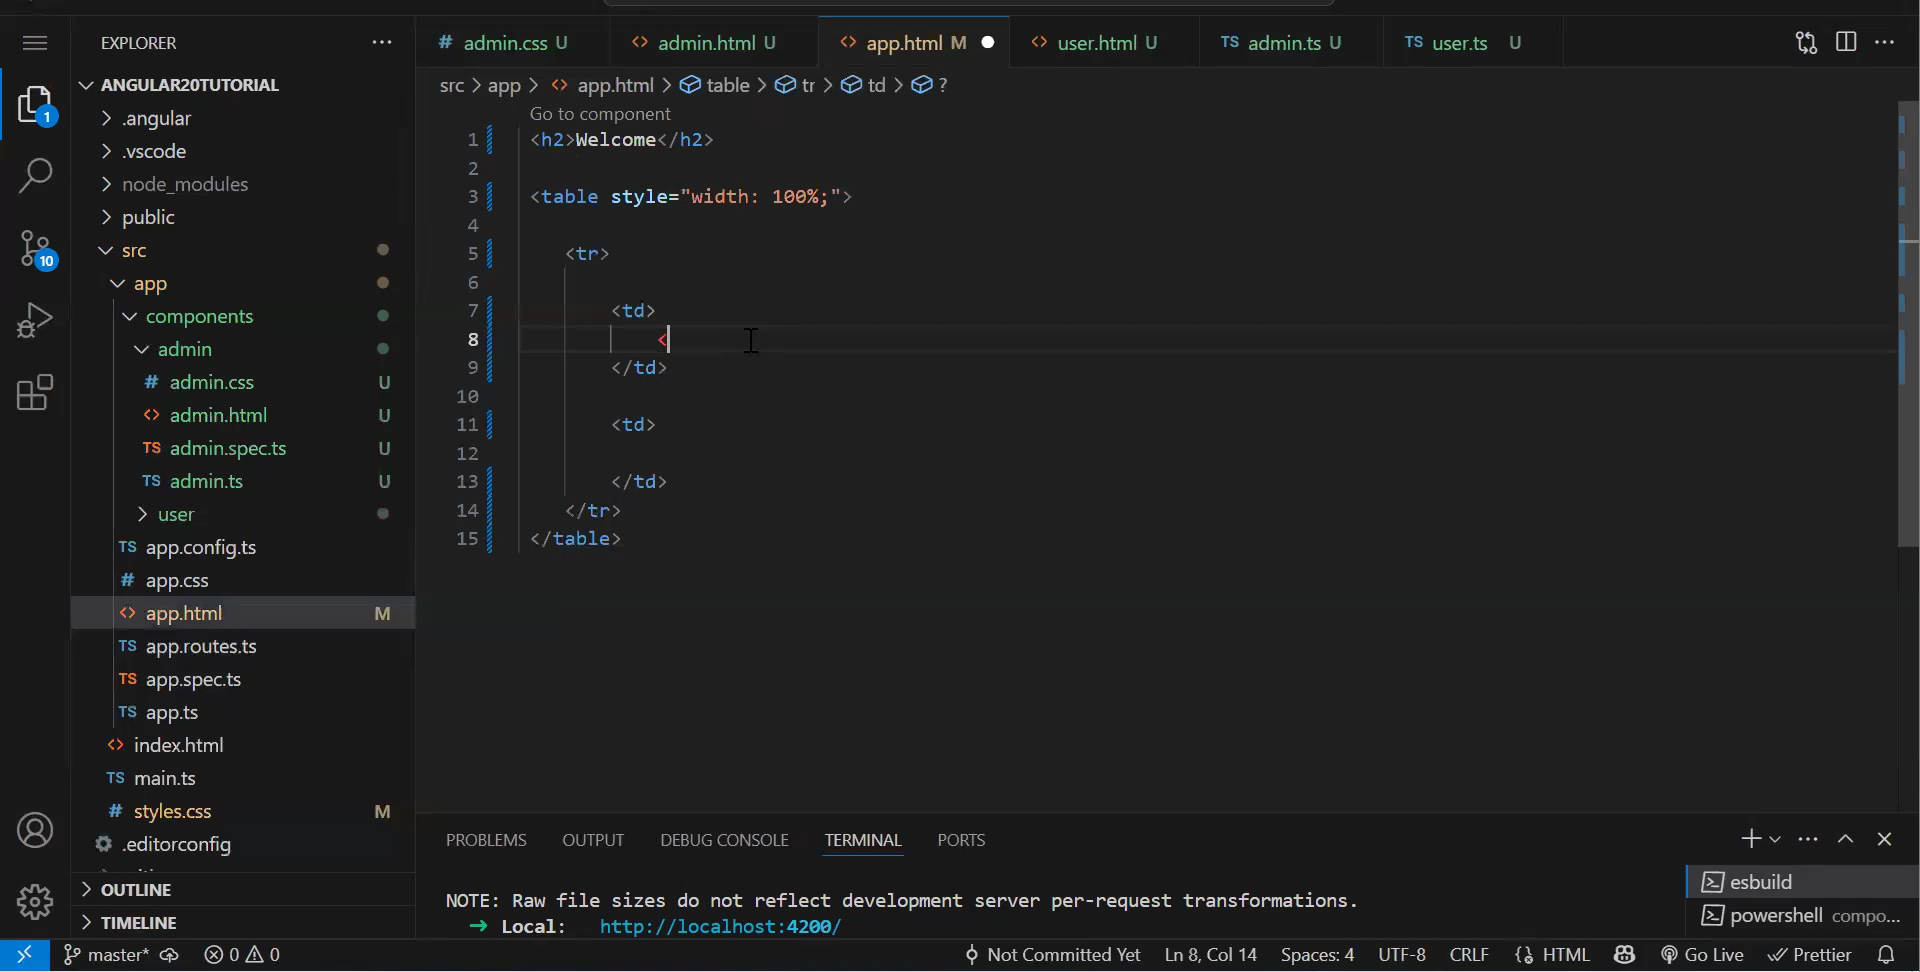 EXPLORER
ANGULAR20TUTORIAL
.angular
.vscode
node_modules
public
src
app
components
admin
# admin.css U
<> admin.html U
TS admin.spec.ts U
TS admin.ts U
user
TS app.config.ts
# app.css
<> app.html M
TS app.routes.ts
TS app.spec.ts
TS app.ts
<> index.html
TS main.ts
# styles.css M
.editorconfig
OUTLINE
TIMELINE
1
10
# admin.css U <> admin.html U <> app.html M <> user.html U TS admin.ts U TS user.ts U
src > app > <> app.html > table > tr > td > ?
Go to component
1 <h2>Welcome</h2>
2
3 <table style="width: 100%;">
4
5 <tr>
6
7 <td>
8 <
9 </td>
10
11 <td>
12
13 </td>
14 </tr>
15 </table>
PROBLEMS OUTPUT DEBUG CONSOLE TERMINAL PORTS
NOTE: Raw file sizes do not reflect development server per-request transformations.
➜ Local: http://localhost:4200/
esbuild
powershell compo...
master* 0 0 Not Committed Yet Ln 8, Col 14 Spaces: 4 UTF-8 CRLF HTML Go Live Prettier